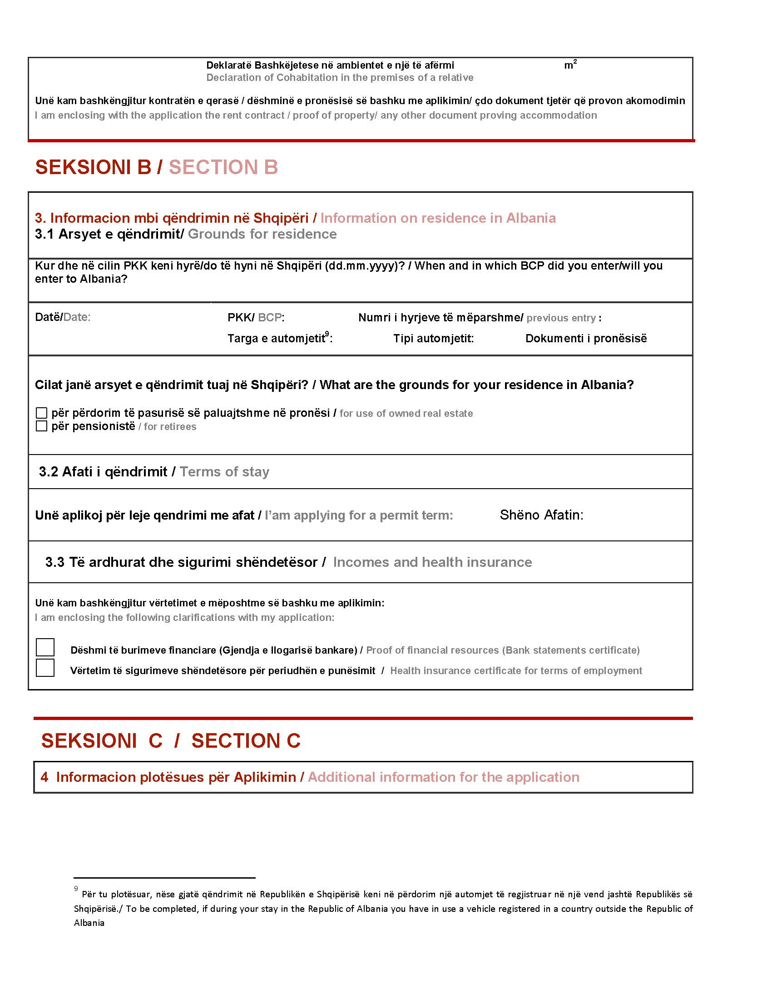 Deklaratë Bashkëjetese në ambientet e një të afërmi m²
Declaration of Cohabitation in the premises of a relative
Unë kam bashkëngjitur kontratën e qerasë / dëshminë e pronësisë së bashku me aplikimin/ çdo dokument tjetër që provon akomodimin
I am enclosing with the application the rent contract / proof of property/ any other document proving accommodation
SEKSIONI B / SECTION B
3. Informacion mbi qëndrimin në Shqipëri / Information on residence in Albania
3.1 Arsyet e qëndrimit/ Grounds for residence
Kur dhe në cilin PKK keni hyrë/do të hyni në Shqipëri (dd.mm.yyyy)? / When and in which BCP did you enter/will you
enter to Albania?
Datë/Date: PKK/ BCP: Numri i hyrjeve të mëparshme/ previous entry :
Targa e automjetit⁹: Tipi automjetit: Dokumenti i pronësisë
Cilat janë arsyet e qëndrimit tuaj në Shqipëri? / What are the grounds for your residence in Albania?
për përdorim të pasurisë së paluajtshme në pronësi / for use of owned real estate
për pensionistë / for retirees
3.2 Afati i qëndrimit / Terms of stay
Unë aplikoj për leje qendrimi me afat / I'am applying for a permit term: Shëno Afatin:
3.3 Të ardhurat dhe sigurimi shëndetësor / Incomes and health insurance
Unë kam bashkëngjitur vërtetimet e mëposhtme së bashku me aplikimin:
I am enclosing the following clarifications with my application:
Dëshmi të burimeve financiare (Gjendja e llogarisë bankare) / Proof of financial resources (Bank statements certificate)
Vërtetim të sigurimeve shëndetësore për periudhën e punësimit / Health insurance certificate for terms of employment
SEKSIONI C / SECTION C
4 Informacion plotësues për Aplikimin / Additional information for the application
⁹ Për tu plotësuar, nëse gjatë qëndrimit në Republikën e Shqipërisë keni në përdorim një automjet të regjistruar në një vend jashtë Republikës së
Shqipërisë./ To be completed, if during your stay in the Republic of Albania you have in use a vehicle registered in a country outside the Republic of
Albania